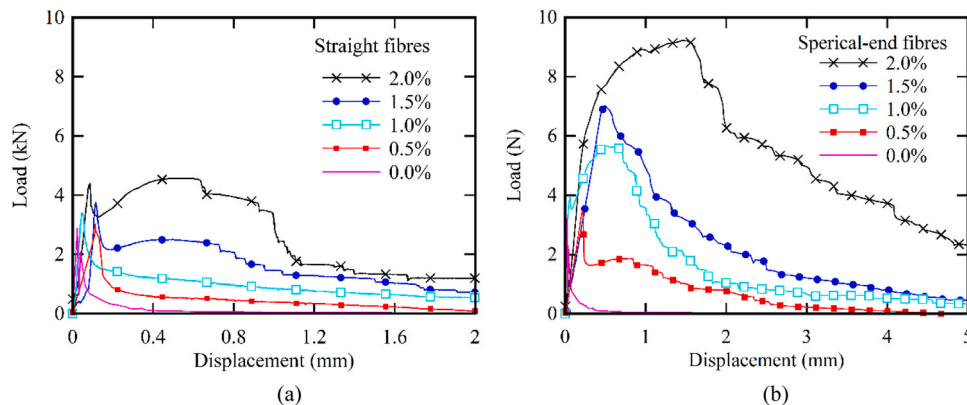 10
8
6
4
2
0
Load (kN)
Straight fibres
2.0%
1.5%
1.0%
0.5%
0.0%
0 0.4 0.8 1.2 1.6 2
Displacement (mm)
(a)
10
8
6
4
2
0
Load (N)
Sperical-end fibres
2.0%
1.5%
1.0%
0.5%
0.0%
0 1 2 3 4 5
Displacement (mm)
(b)